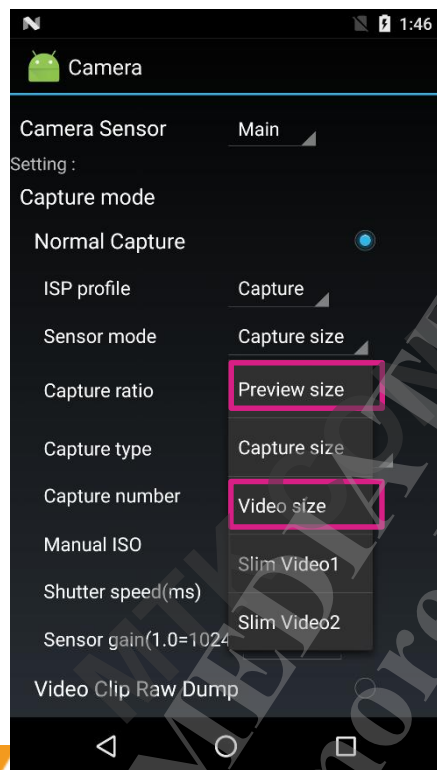 1:46
Camera
Camera Sensor Main
Setting :
Capture mode
Normal Capture
ISP profile Capture
Sensor mode Capture size
Capture ratio Preview size
Capture type Capture size
Capture number Video size
Manual ISO Slim Video1
Shutter speed(ms)
Slim Video2
Sensor gain(1.0=1024
Video Clip Raw Dump